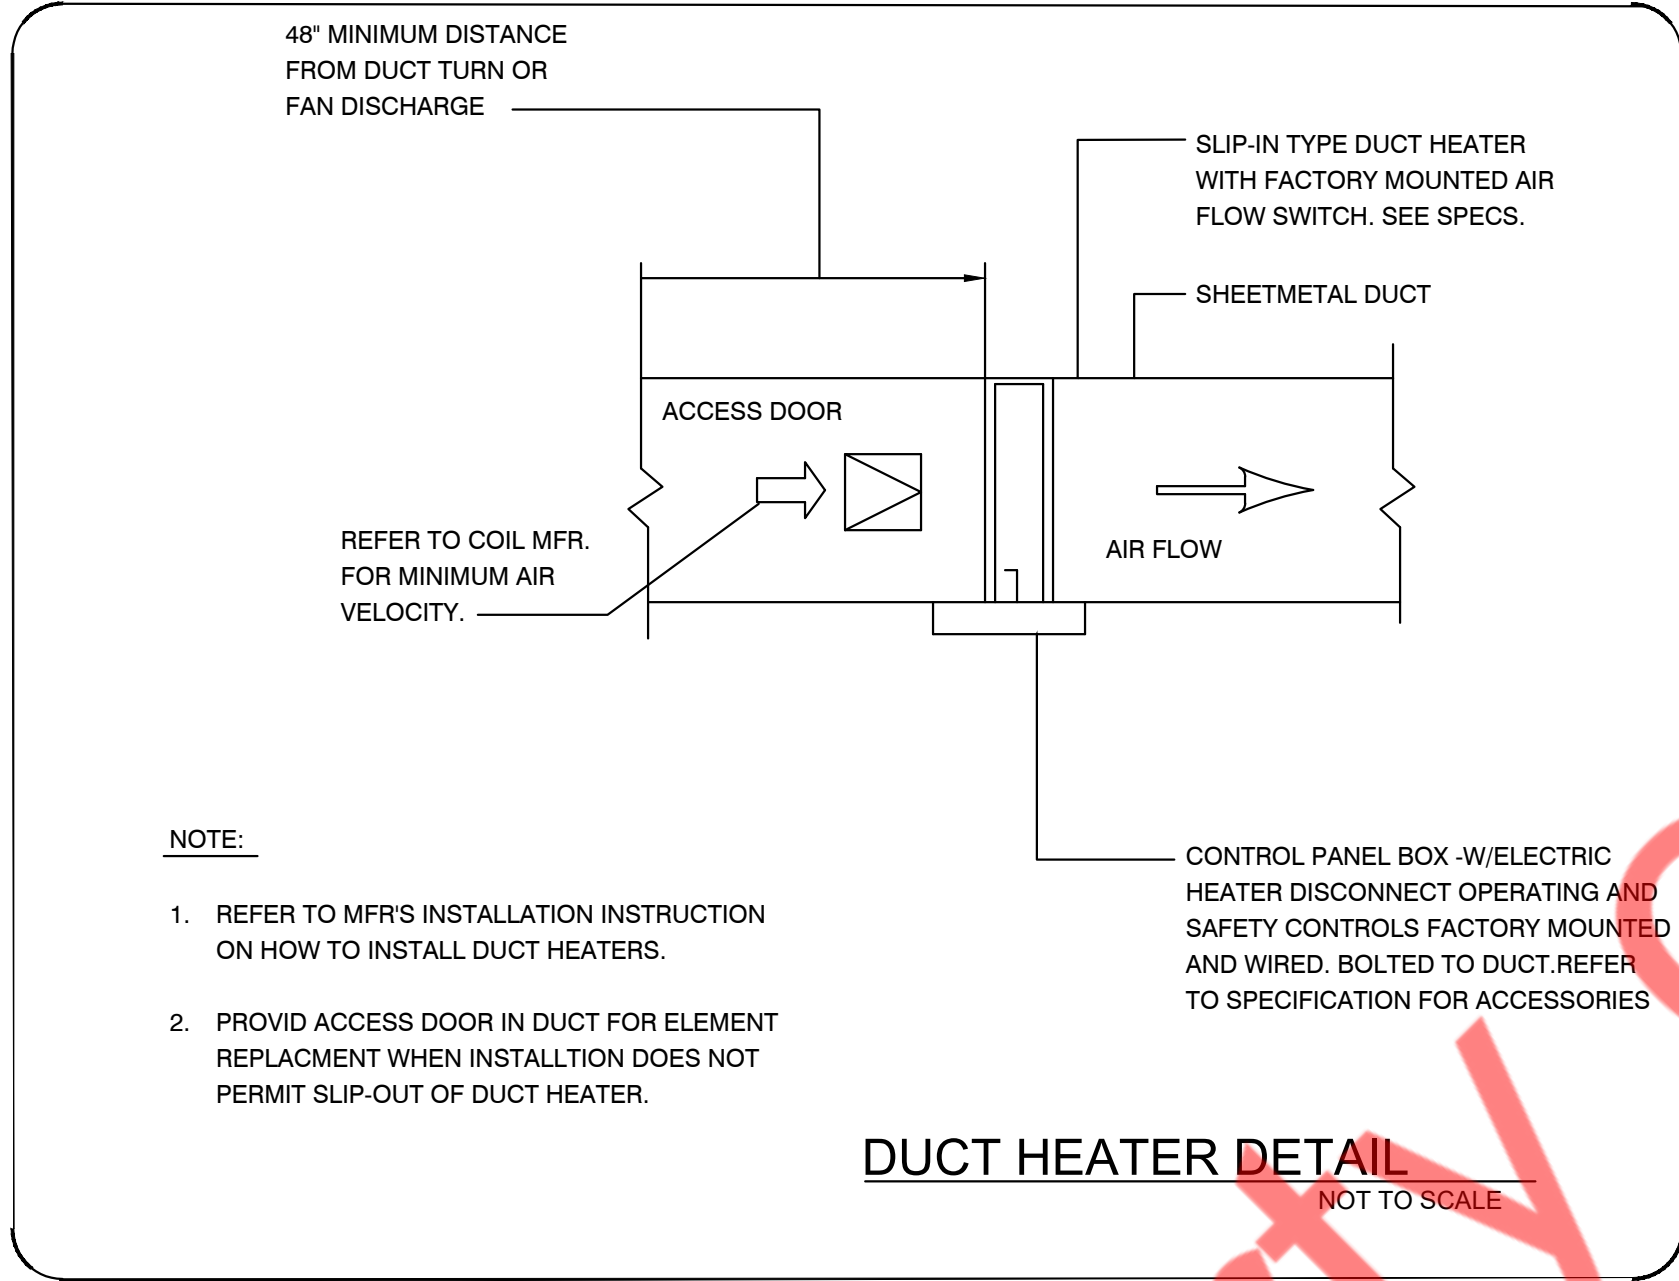 48" MINIMUM DISTANCE
FROM DUCT TURN OR
FAN DISCHARGE
SLIP-IN TYPE DUCT HEATER
WITH FACTORY MOUNTED AIR
FLOW SWITCH. SEE SPECS.
SHEETMETAL DUCT
ACCESS DOOR
REFER TO COIL MFR.
FOR MINIMUM AIR
VELOCITY.
AIR FLOW
NOTE:
1. REFER TO MFR'S INSTALLATION INSTRUCTION
ON HOW TO INSTALL DUCT HEATERS.
2. PROVID ACCESS DOOR IN DUCT FOR ELEMENT
REPLACMENT WHEN INSTALLTION DOES NOT
PERMIT SLIP-OUT OF DUCT HEATER.
CONTROL PANEL BOX -W/ELECTRIC
HEATER DISCONNECT OPERATING AND
SAFETY CONTROLS FACTORY MOUNTED
AND WIRED. BOLTED TO DUCT.REFER
TO SPECIFICATION FOR ACCESSORIES
DUCT HEATER DETAIL
NOT TO SCALE